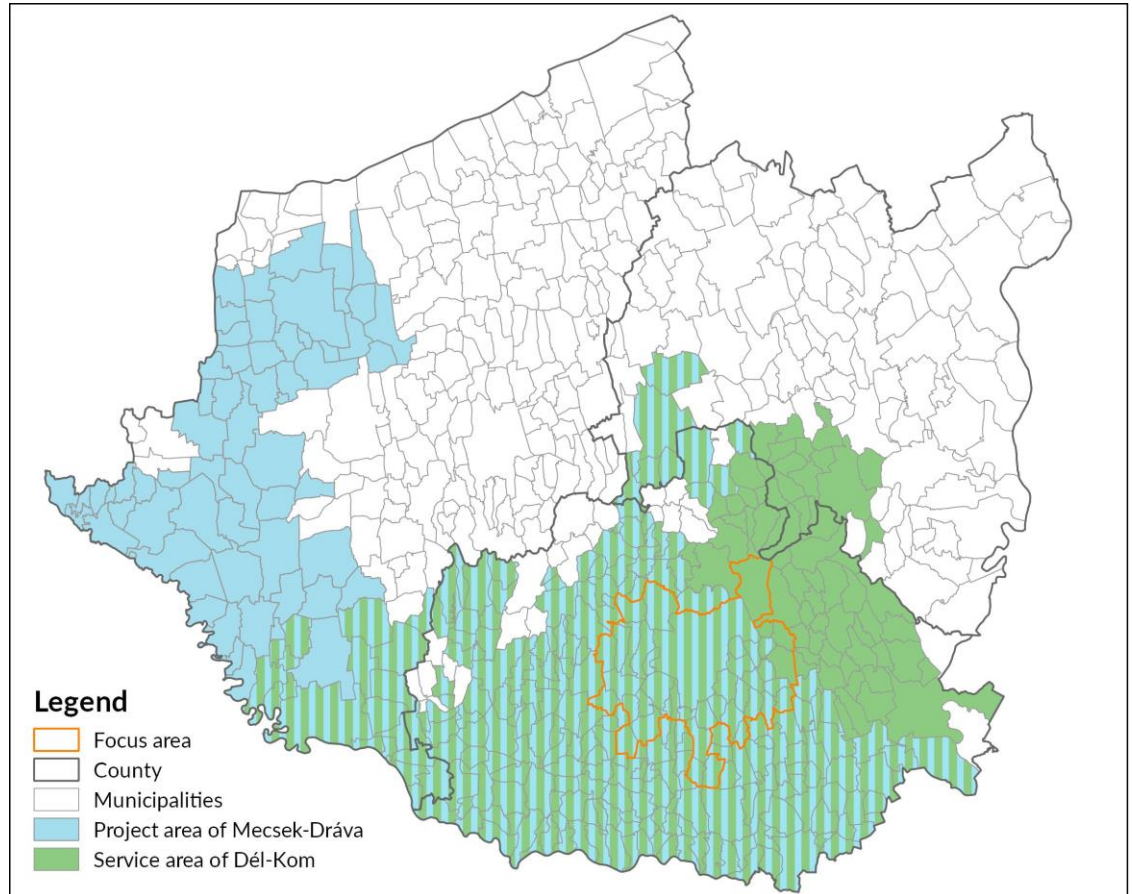 Legend
Focus area
County
Municipalities
Project area of Mecsek-Dráva
Service area of Dél-Kom